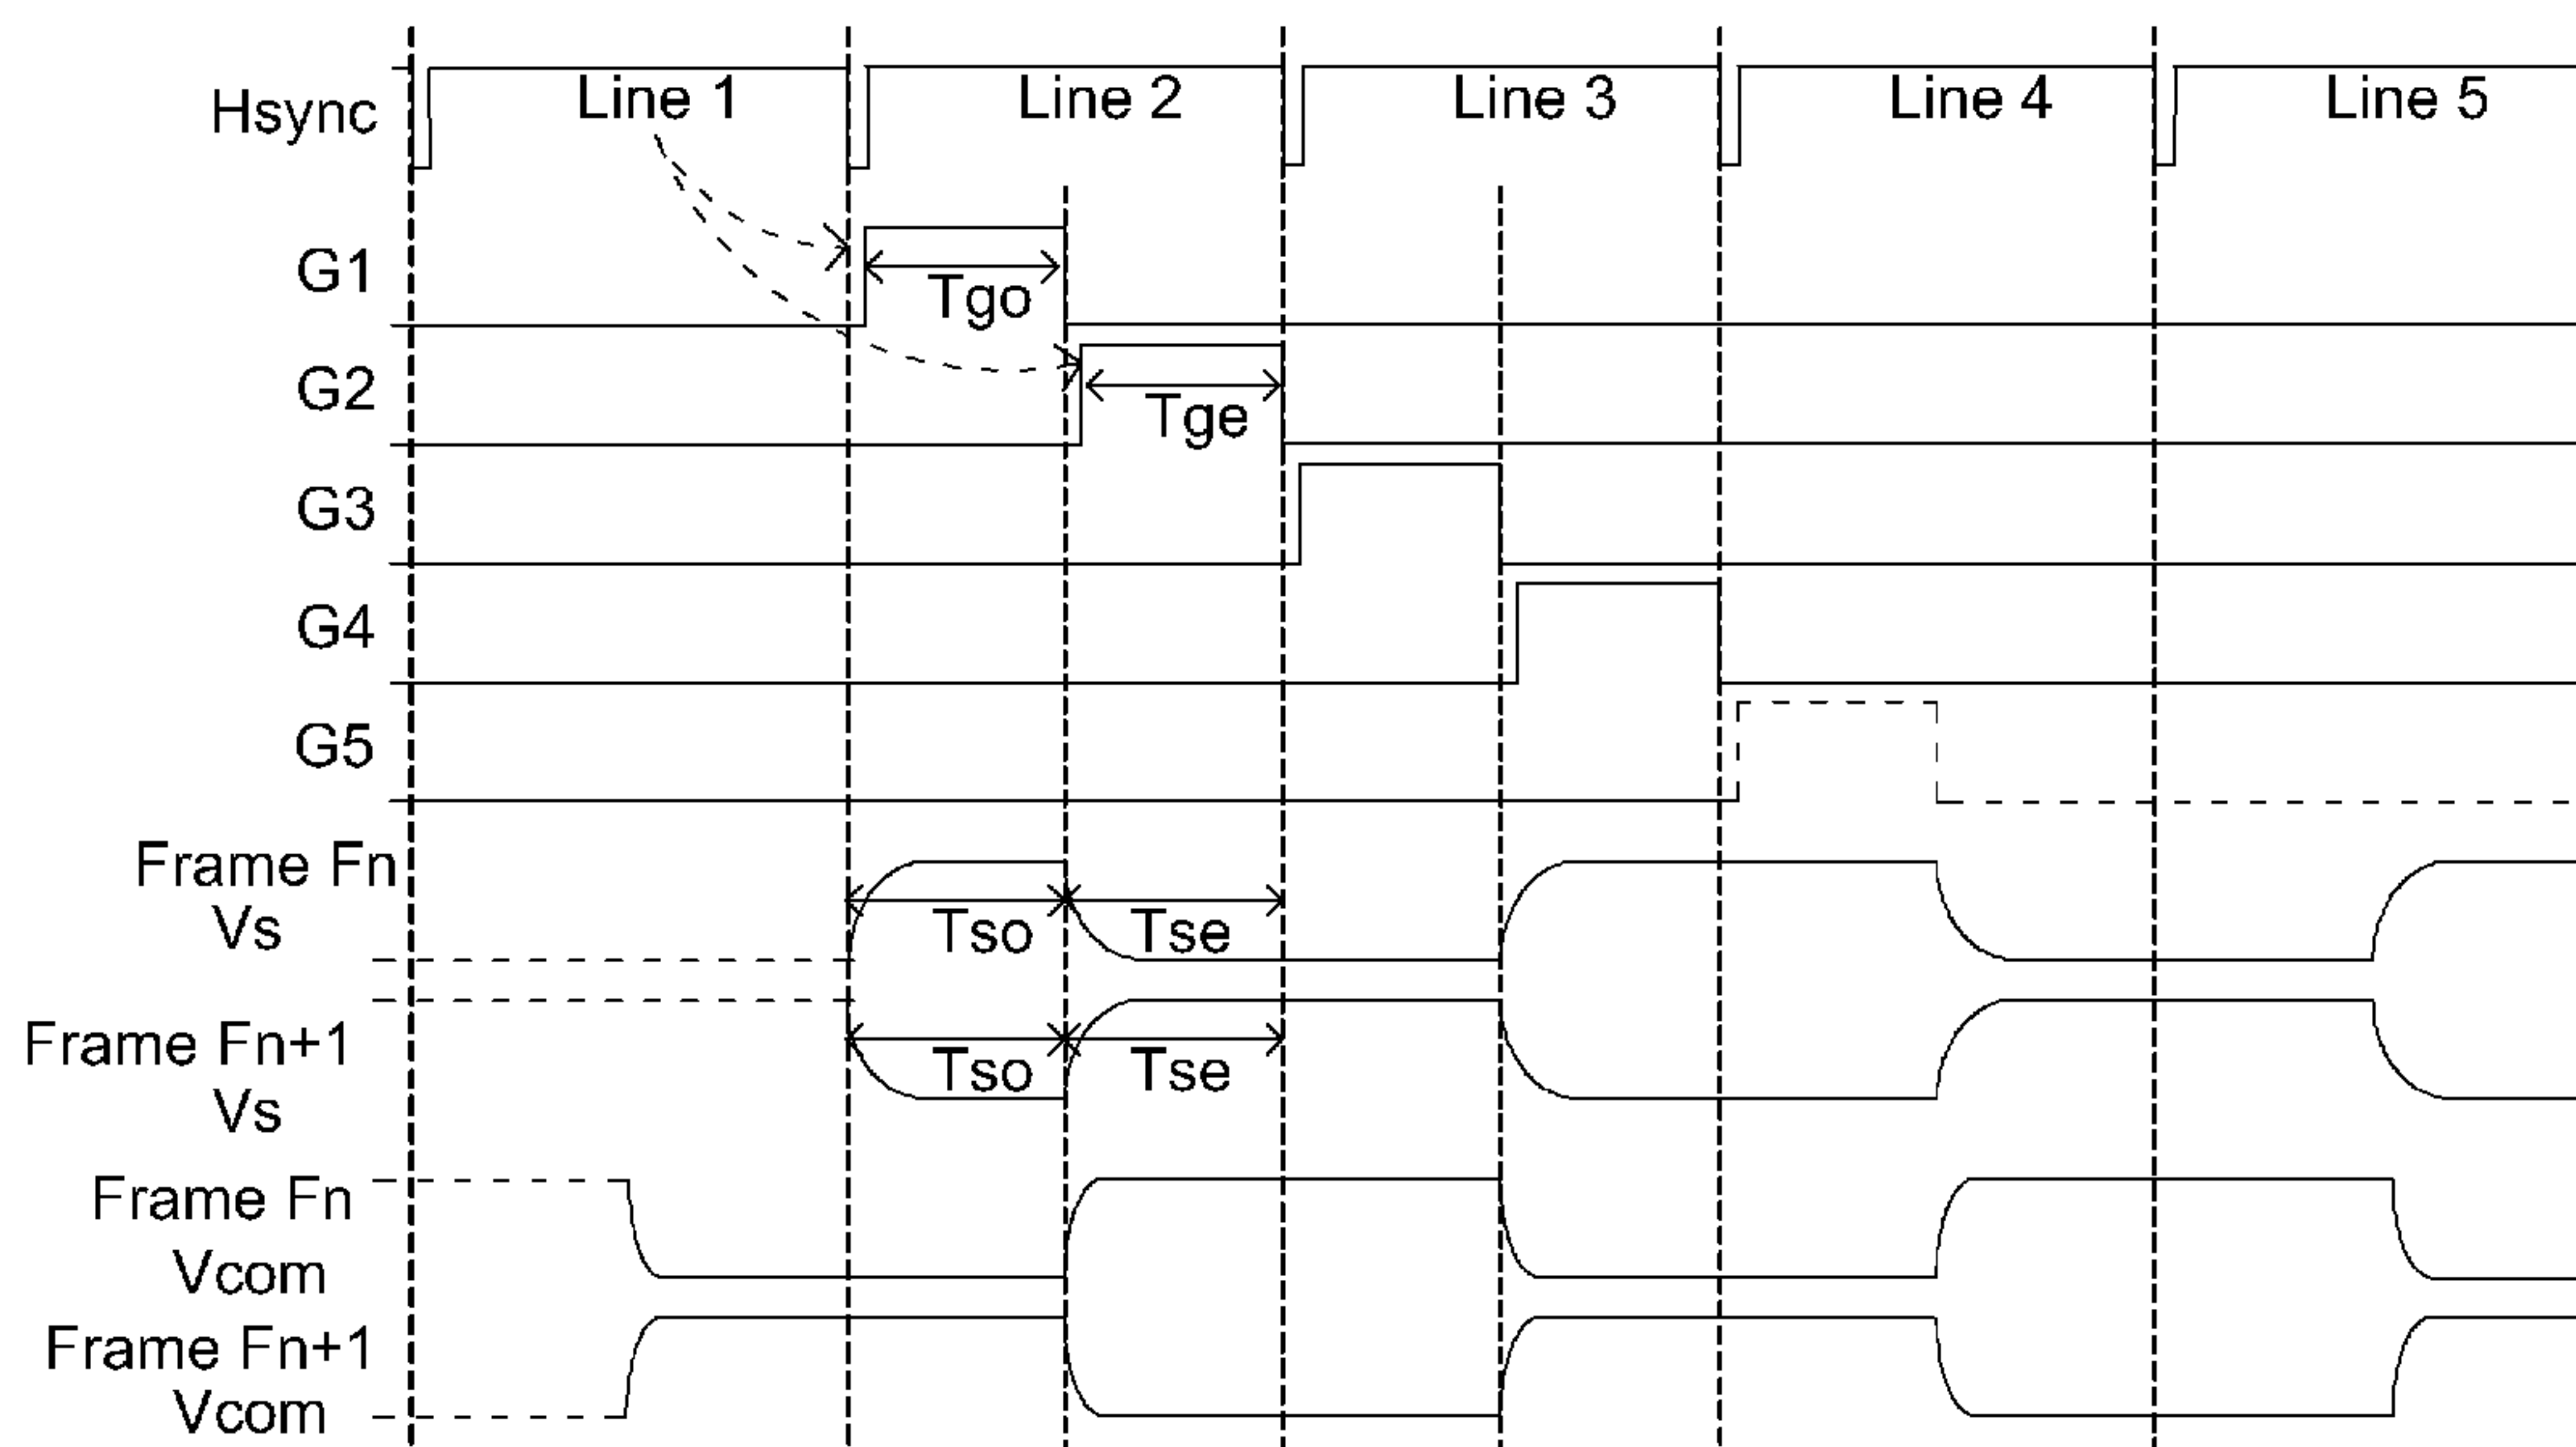 Hsync Line 1 Line 2 Line 3 Line 4 Line 5
G1
Tgo
G2
Tge
G3
G4
G5
Frame Fn
Vs
Tso Tse
Frame Fn+1
Vs
Tso Tse
Frame Fn
Vcom
Frame Fn+1
Vcom